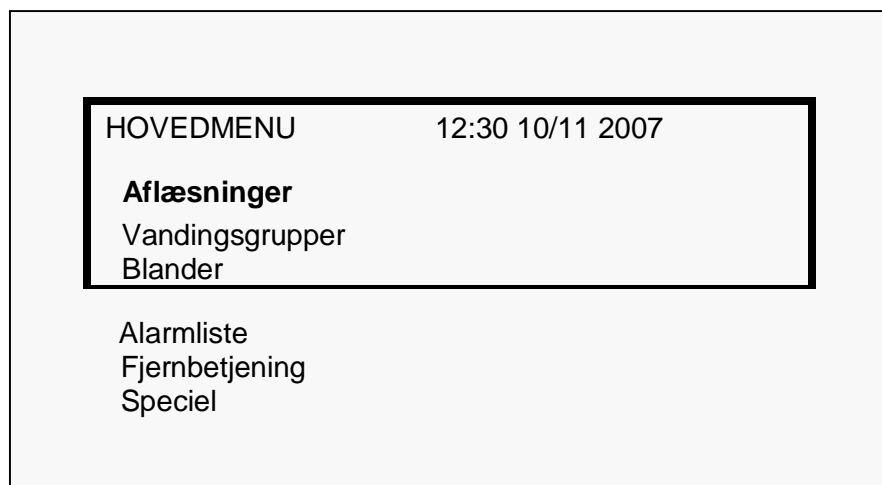 HOVEDMENU 12:30 10/11 2007
Aflæsninger
Vandingsgrupper
Blander
Alarmliste
Fjernbetjening
Speciel